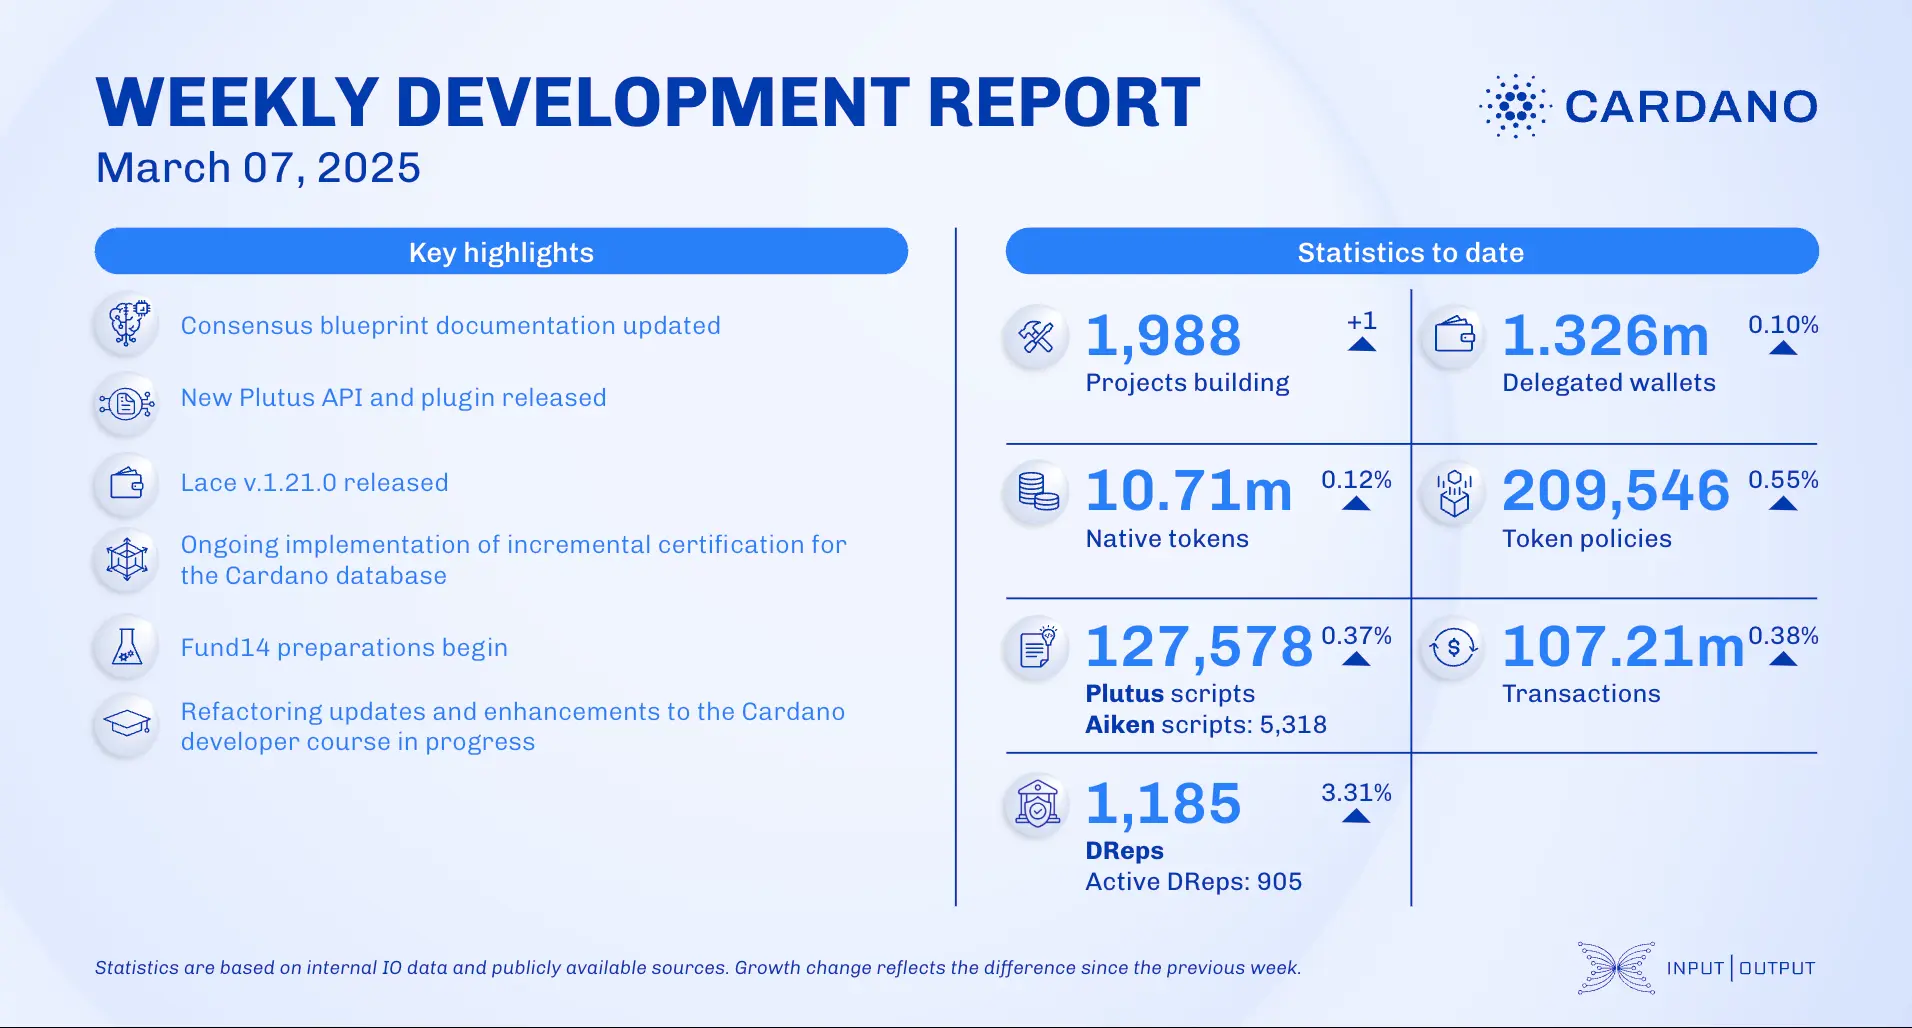 WEEKLY DEVELOPMENT REPORT
March 07, 2025
CARDANO
Key highlights
Consensus blueprint documentation updated
New Plutus API and plugin released
Lace v.1.21.0 released
Ongoing implementation of incremental certification for
the Cardano database
Fund14 preparations begin
Refactoring updates and enhancements to the Cardano
developer course in progress
Statistics to date
1,988 +1
Projects building
1.326m 0.10%
Delegated wallets
10.71m 0.12%
Native tokens
209,546 0.55%
Token policies
127,578 0.37%
Plutus scripts
Aiken scripts: 5,318
107.21m 0.38%
Transactions
1,185 3.31%
DReps
Active DReps: 905
Statistics are based on internal IO data and publicly available sources. Growth change reflects the difference since the previous week.
INPUT | OUTPUT